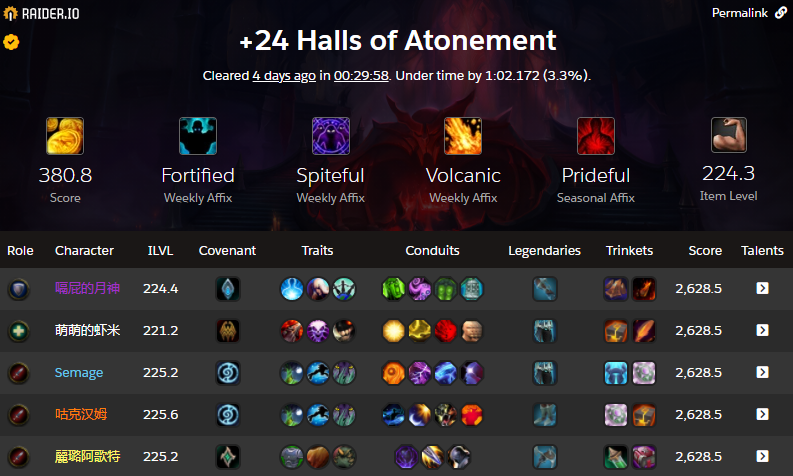 RAIDER.IO
Permalink
+24 Halls of Atonement
Cleared 4 days ago in 00:29:58. Under time by 1:02.172 (3.3%).
380.8 Fortified Spiteful Volcanic Prideful 224.3
Score Weekly Affix Weekly Affix Weekly Affix Seasonal Affix Item Level
Role Character ILVL Covenant Traits Conduits Legendaries Trinkets Score Talents
嗝屁的月神 224.4 2,628.5
萌萌的虾米 221.2 2,628.5
Semage 225.2 2,628.5
咕克汉姆 225.6 2,628.5
麗璐阿歌特 225.2 2,628.5